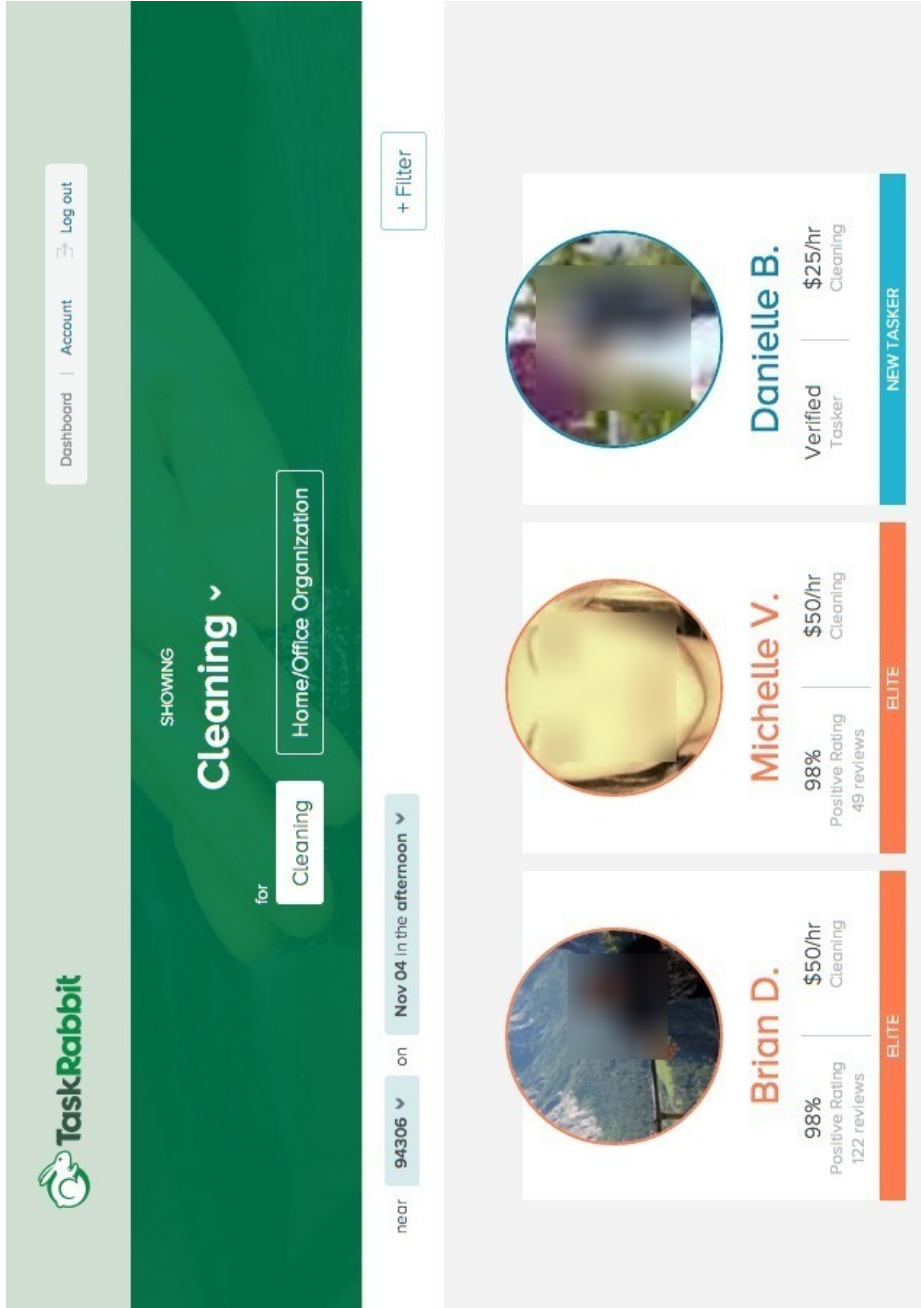 TaskRabbit
Dashboard | Account Log out
SHOWING
Cleaning
for
Cleaning Home/Office Organization
near 94306 on Nov 04 in the afternoon + Filter
Brian D.
98% $50/hr
Positive Rating Cleaning
122 reviews
ELITE
Michelle V.
98% $50/hr
Positive Rating Cleaning
49 reviews
ELITE
Danielle B.
Verified $25/hr
Tasker Cleaning
NEW TASKER